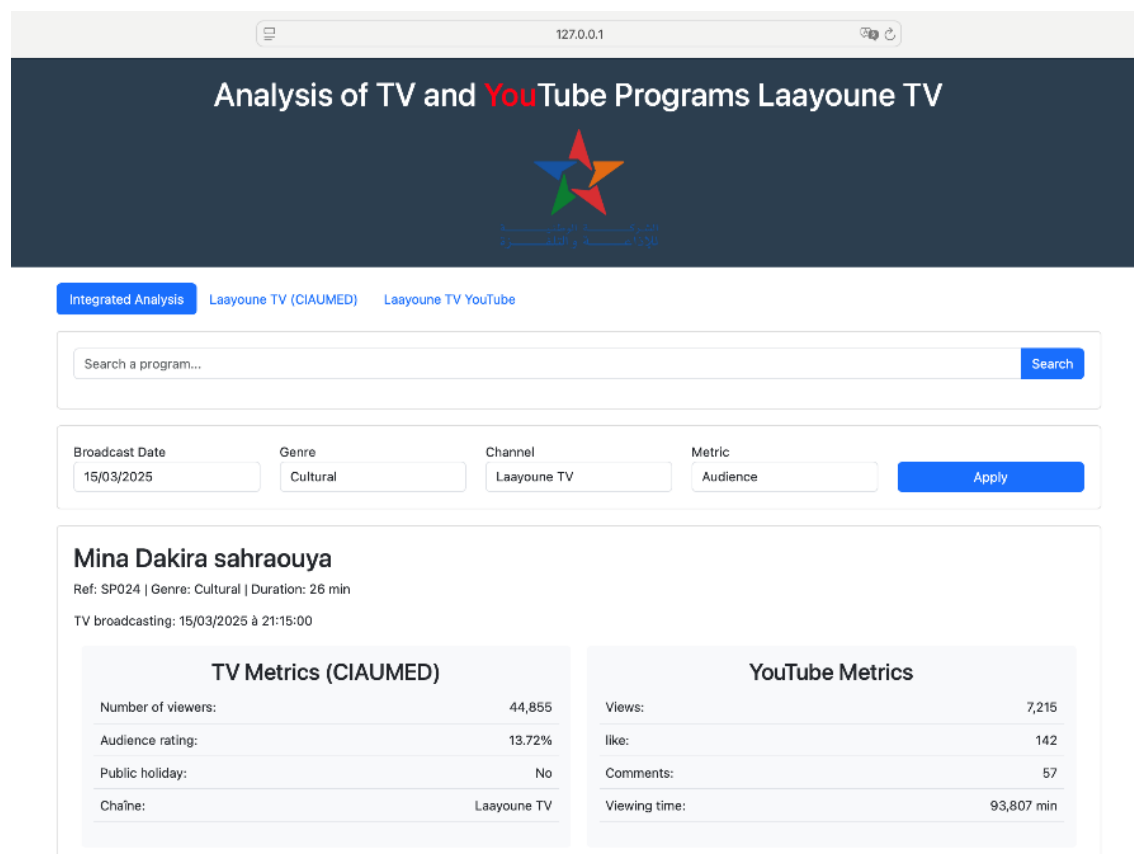 127.0.0.1
Analysis of TV and YouTube Programs Laayoune TV
Integrated Analysis Laayoune TV (CIAUMED) Laayoune TV YouTube
Search a program... Search
Broadcast Date Genre Channel Metric
15/03/2025 Cultural Laayoune TV Audience Apply
Mina Dakira sahraouya
Ref: SP024 | Genre: Cultural | Duration: 26 min
TV broadcasting: 15/03/2025 à 21:15:00
TV Metrics (CIAUMED)
Number of viewers: 44,855
Audience rating: 13.72%
Public holiday: No
Chaîne: Laayoune TV
YouTube Metrics
Views: 7,215
like: 142
Comments: 57
Viewing time: 93,807 min